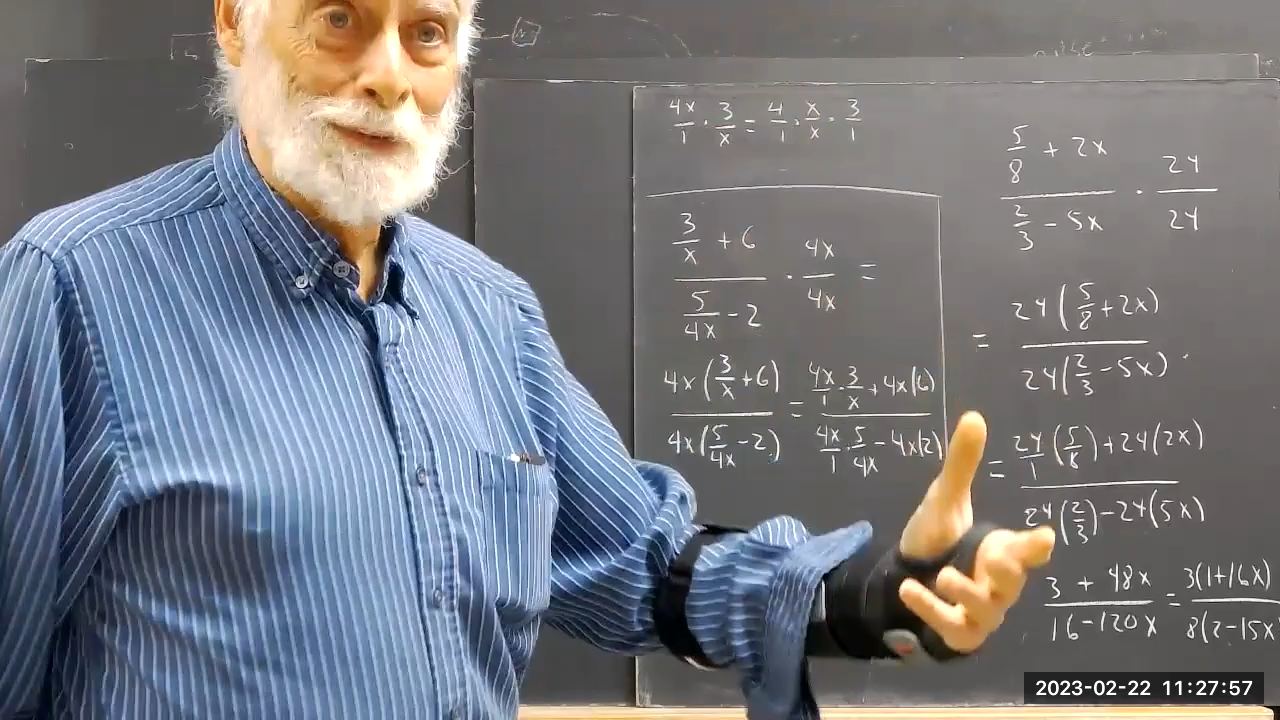 4x/1 · 3/x = 4/1 · x/x · 3/1
(3/x + 6)/(5/4x - 2) · 4x/4x =
4x(3/x + 6)/4x(5/4x - 2) = (4x/1 · 3/x + 4x(6))/(4x/1 · 5/4x - 4x(2))
(5/8 + 2x)/(2/3 - 5x) · 24/24
= 24(5/8 + 2x)/24(2/3 - 5x)
= (24/1(5/8) + 24(2x))/(24(2/3) - 24(5x))
(3 + 48x)/(16 - 120x) = 3(1+16x)/8(2-15x
2023-02-22 11:27:57